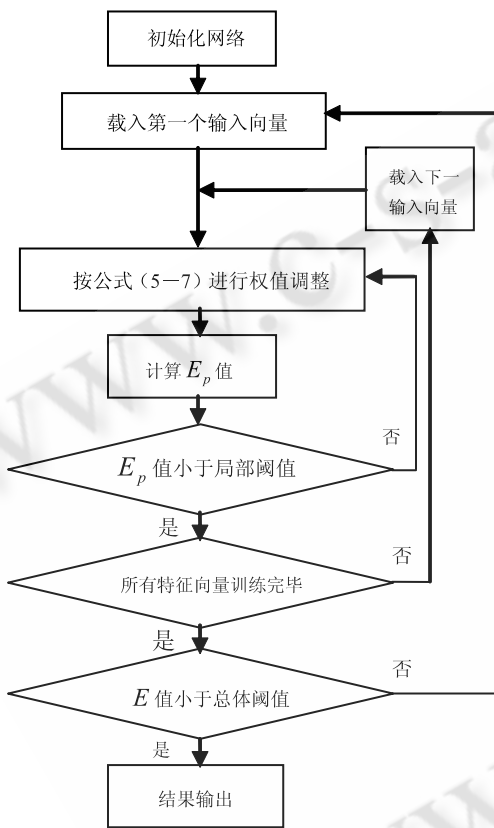 初始化网络
载入第一个输入向量
载入下一
输入向量
按公式（5－7）进行权值调整
计算 E_p 值
否
E_p 值小于局部阈值
是
否
所有特征向量训练完毕
是
否
E 值小于总体阈值
是
结果输出